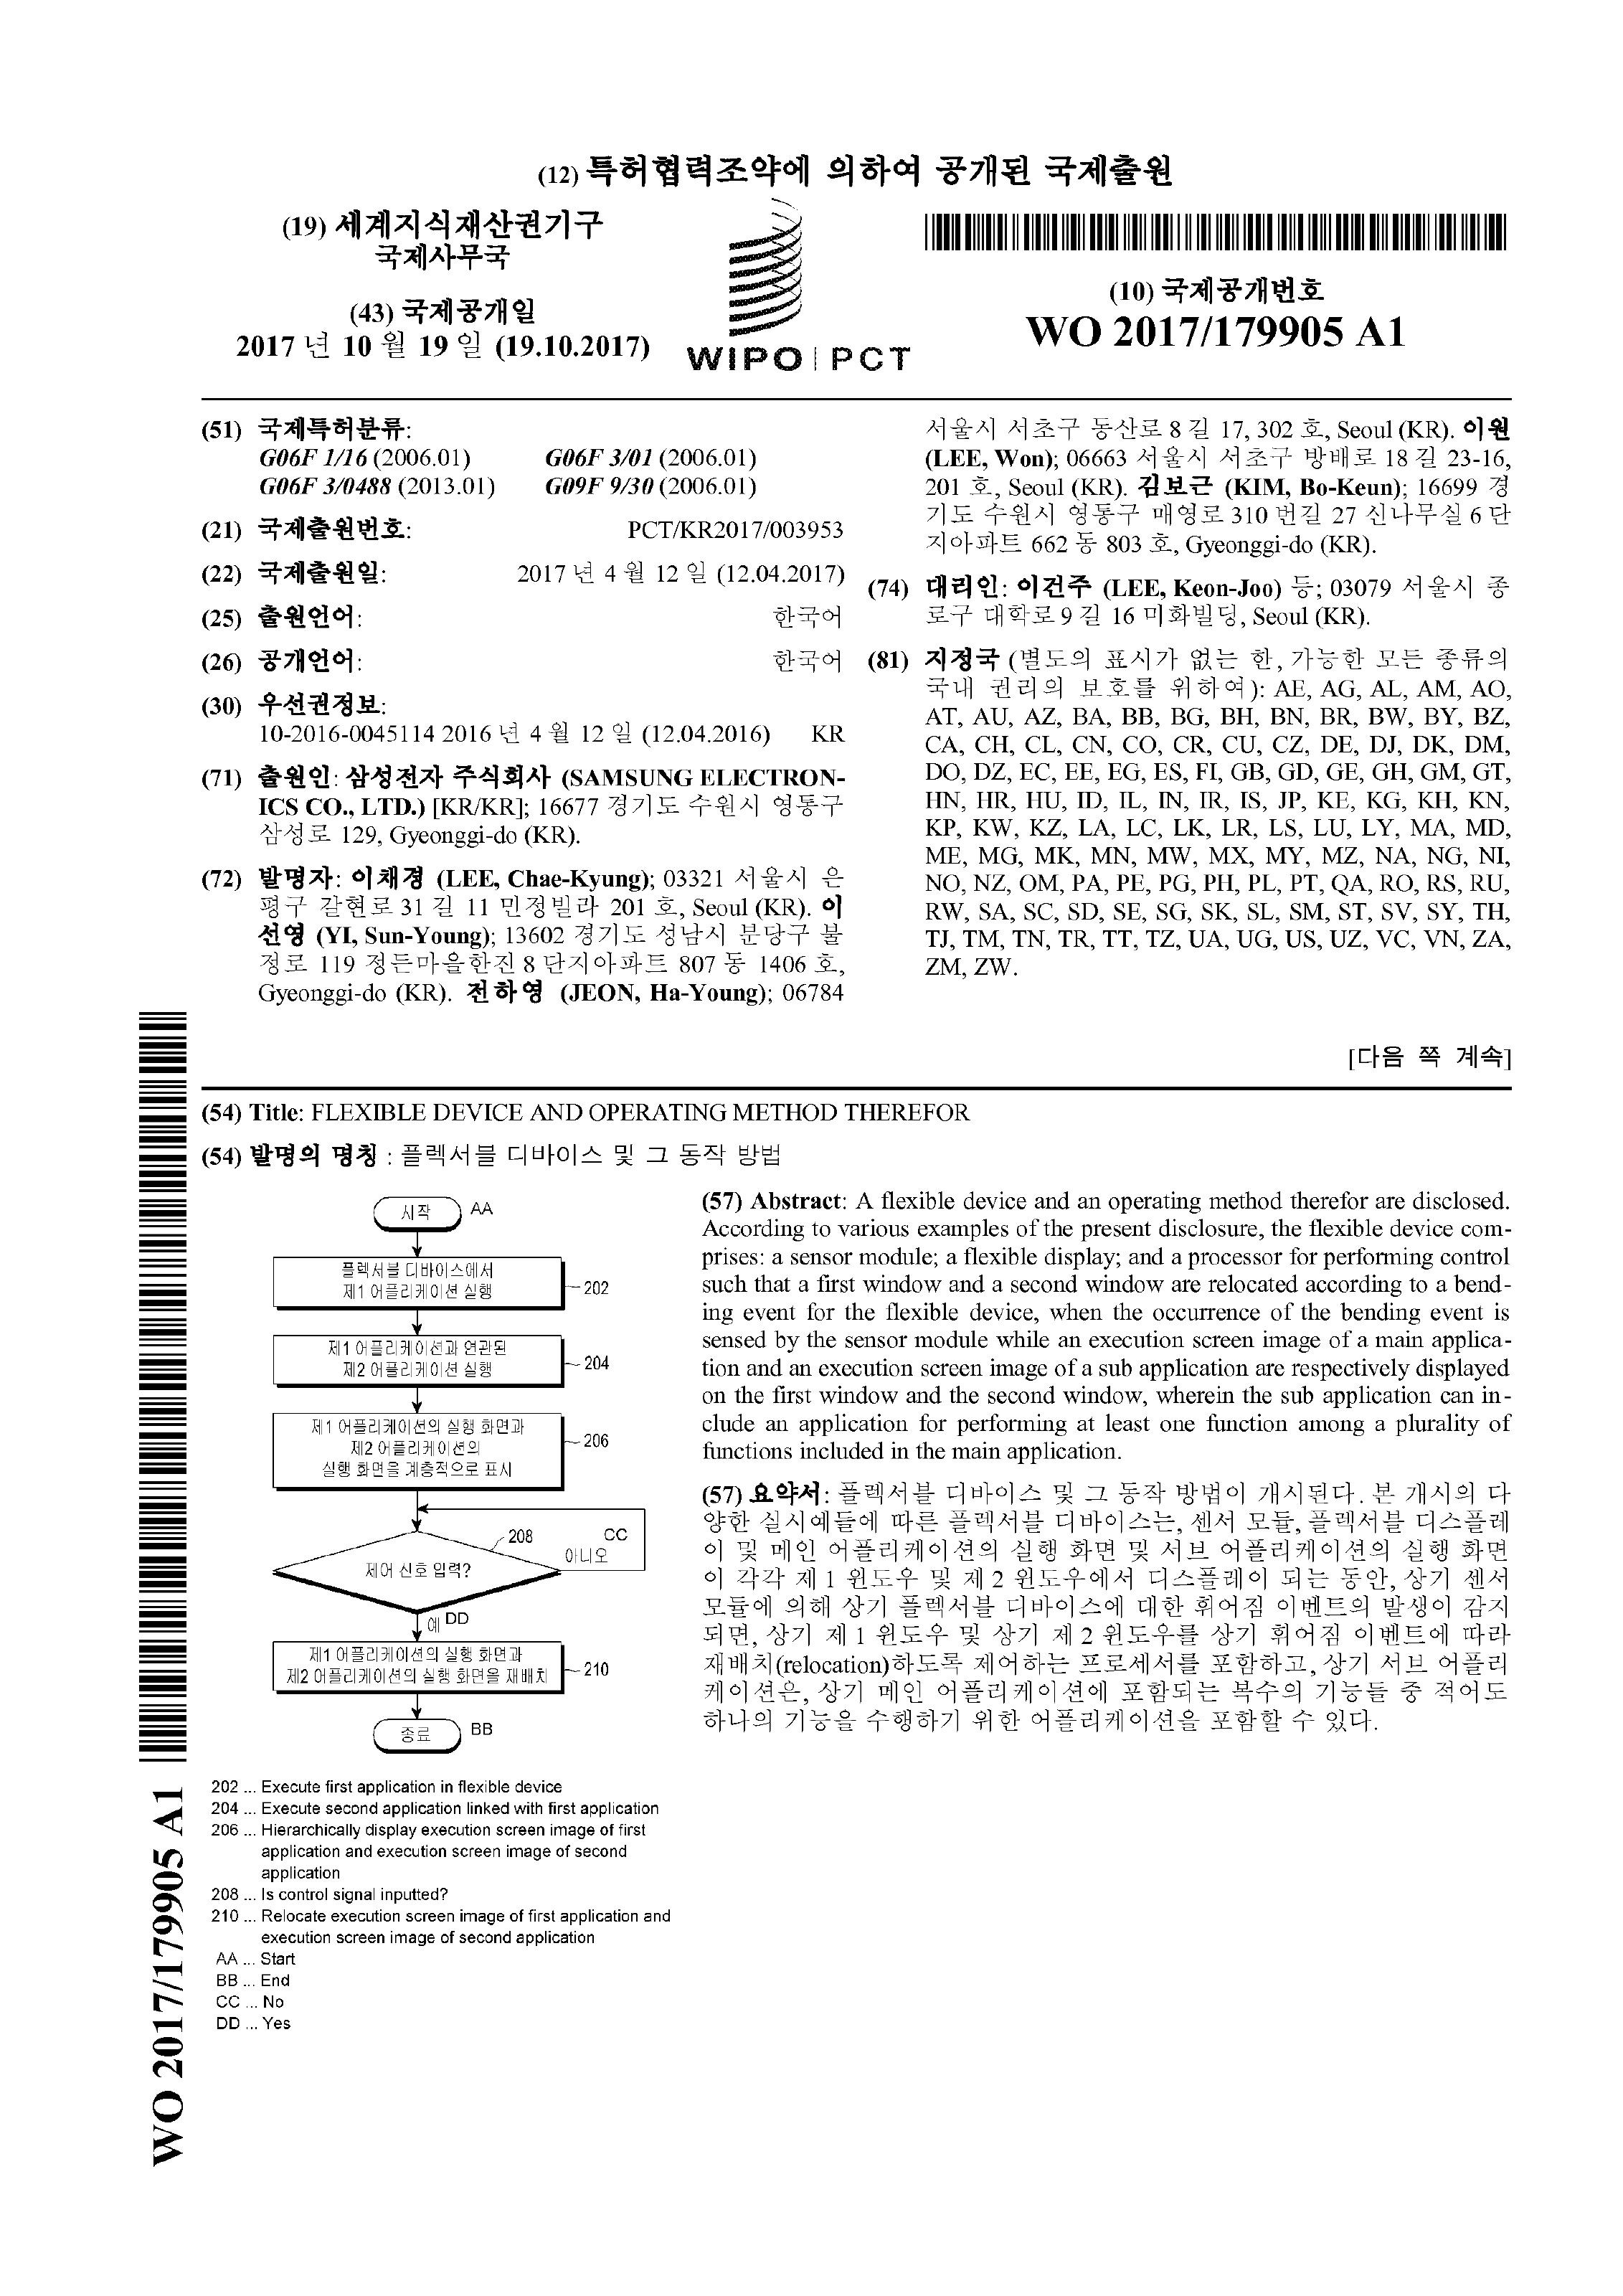 (12) 특허협력조약에 의하여 공개된 국제출원
(19) 세계지식재산권기구
국제사무국
(43) 국제공개일
2017 년 10 월 19 일 (19.10.2017)
WIPO | PCT
(10) 국제공개번호
WO 2017/179905 A1
(51) 국제특허분류:
G06F 1/16 (2006.01) G06F 3/01 (2006.01)
G06F 3/0488 (2013.01) G09F 9/30 (2006.01)
(21) 국제출원번호: PCT/KR2017/003953
(22) 국제출원일: 2017 년 4 월 12 일 (12.04.2017)
(25) 출원언어: 한국어
(26) 공개언어: 한국어
(30) 우선권정보:
10-2016-0045114 2016 년 4 월 12 일 (12.04.2016) KR
(71) 출원인: 삼성전자 주식회사 (SAMSUNG ELECTRON-
ICS CO., LTD.) [KR/KR]; 16677 경기도 수원시 영통구
삼성로 129, Gyeonggi-do (KR).
(72) 발명자: 이채경 (LEE, Chae-Kyung); 03321 서울시 은
평구 갈현로 31 길 11 민정빌라 201 호, Seoul (KR). 이
선영 (YI, Sun-Young); 13602 경기도 성남시 분당구 불
정로 119 정든마을한진 8 단지아파트 807 동 1406 호,
Gyeonggi-do (KR). 전하영 (JEON, Ha-Young); 06784
서울시 서초구 동산로 8 길 17, 302 호, Seoul (KR). 이원
(LEE, Won); 06663 서울시 서초구 방배로 18 길 23-16,
201 호, Seoul (KR). 김보근 (KIM, Bo-Keun); 16699 경
기도 수원시 영통구 매영로 310 번길 27 신나무실 6 단
지아파트 662 동 803 호, Gyeonggi-do (KR).
(74) 대리인: 이건주 (LEE, Keon-Joo) 등; 03079 서울시 종
로구 대학로 9 길 16 미화빌딩, Seoul (KR).
(81) 지정국 (별도의 표시가 없는 한, 가능한 모든 종류의
국내 권리의 보호를 위하여): AE, AG, AL, AM, AO,
AT, AU, AZ, BA, BB, BG, BH, BN, BR, BW, BY, BZ,
CA, CH, CL, CN, CO, CR, CU, CZ, DE, DJ, DK, DM,
DO, DZ, EC, EE, EG, ES, FI, GB, GD, GE, GH, GM, GT,
HN, HR, HU, ID, IL, IN, IR, IS, JP, KE, KG, KH, KN,
KP, KW, KZ, LA, LC, LK, LR, LS, LU, LY, MA, MD,
ME, MG, MK, MN, MW, MX, MY, MZ, NA, NG, NI,
NO, NZ, OM, PA, PE, PG, PH, PL, PT, QA, RO, RS, RU,
RW, SA, SC, SD, SE, SG, SK, SL, SM, ST, SV, SY, TH,
TJ, TM, TN, TR, TT, TZ, UA, UG, US, UZ, VC, VN, ZA,
ZM, ZW.
[다음 쪽 계속]
(54) Title: FLEXIBLE DEVICE AND OPERATING METHOD THEREFOR
(54) 발명의 명칭 : 플렉서블 디바이스 및 그 동작 방법
시작 AA
플렉서블 디바이스에서
제1 어플리케이션 실행
202
제1 어플리케이션과 연관된
제2 어플리케이션 실행
204
제1 어플리케이션의 실행 화면과
제2 어플리케이션의
실행 화면을 계층적으로 표시
206
208
CC
아니오
제어 신호 입력?
예 DD
제1 어플리케이션의 실행 화면과
제2 어플리케이션의 실행 화면을 재배치
210
종료 BB
202 ... Execute first application in flexible device
204 ... Execute second application linked with first application
206 ... Hierarchically display execution screen image of first
application and execution screen image of second
application
208 ... Is control signal inputted?
210 ... Relocate execution screen image of first application and
execution screen image of second application
AA ... Start
BB ... End
CC ... No
DD ... Yes
(57) Abstract: A flexible device and an operating method therefor are disclosed.
According to various examples of the present disclosure, the flexible device com-
prises: a sensor module; a flexible display; and a processor for performing control
such that a first window and a second window are relocated according to a bend-
ing event for the flexible device, when the occurrence of the bending event is
sensed by the sensor module while an execution screen image of a main applica-
tion and an execution screen image of a sub application are respectively displayed
on the first window and the second window, wherein the sub application can in-
clude an application for performing at least one function among a plurality of
functions included in the main application.
(57) 요약서: 플렉서블 디바이스 및 그 동작 방법이 개시된다. 본 개시의 다
양한 실시예들에 따른 플렉서블 디바이스는, 센서 모듈, 플렉서블 디스플레
이 및 메인 어플리케이션의 실행 화면 및 서브 어플리케이션의 실행 화면
이 각각 제 1 윈도우 및 제 2 윈도우에서 디스플레이 되는 동안, 상기 센서
모듈에 의해 상기 플렉서블 디바이스에 대한 휘어짐 이벤트의 발생이 감지
되면, 상기 제 1 윈도우 및 상기 제 2 윈도우를 상기 휘어짐 이벤트에 따라
재배치(relocation)하도록 제어하는 프로세서를 포함하고, 상기 서브 어플리
케이션은, 상기 메인 어플리케이션에 포함되는 복수의 기능들 중 적어도
하나의 기능을 수행하기 위한 어플리케이션을 포함할 수 있다.
WO 2017/179905 A1